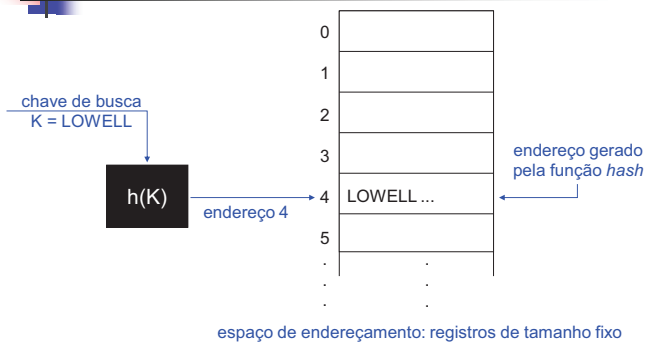 0
1
chave de busca
K = LOWELL
2
3
endereço gerado
pela função hash
h(K)
endereço 4
4
LOWELL ...
5
. .
. .
. .
espaço de endereçamento: registros de tamanho fixo